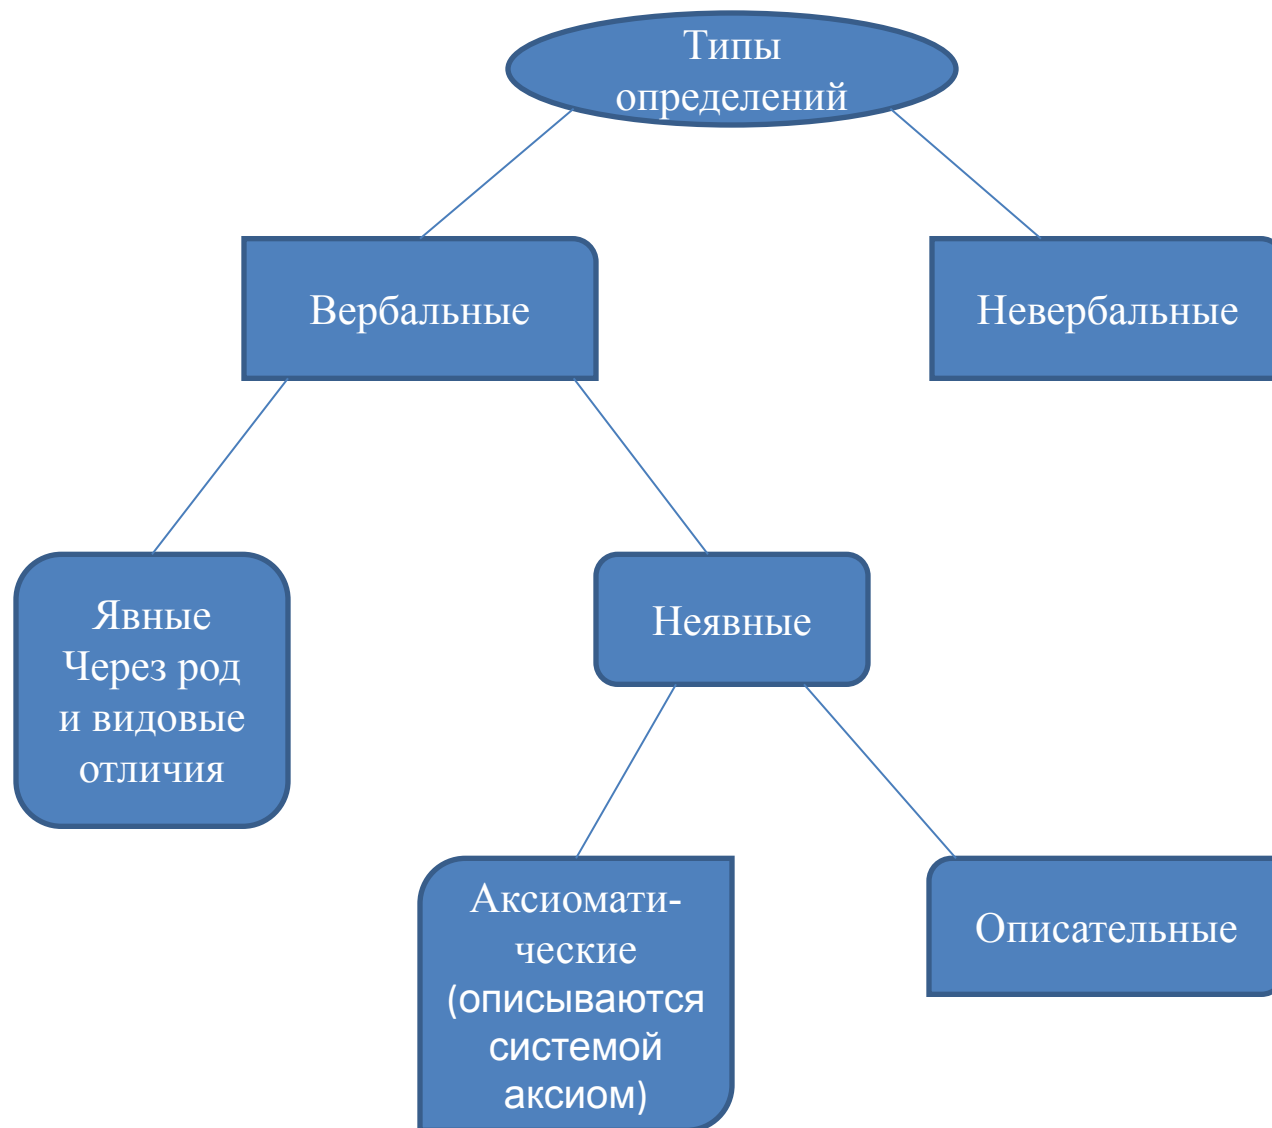 Типы
определений
Вербальные
Невербальные
Явные
Через род
и видовые
отличия
Неявные
Аксиомати-
ческие
(описываются
системой
аксиом)
Описательные